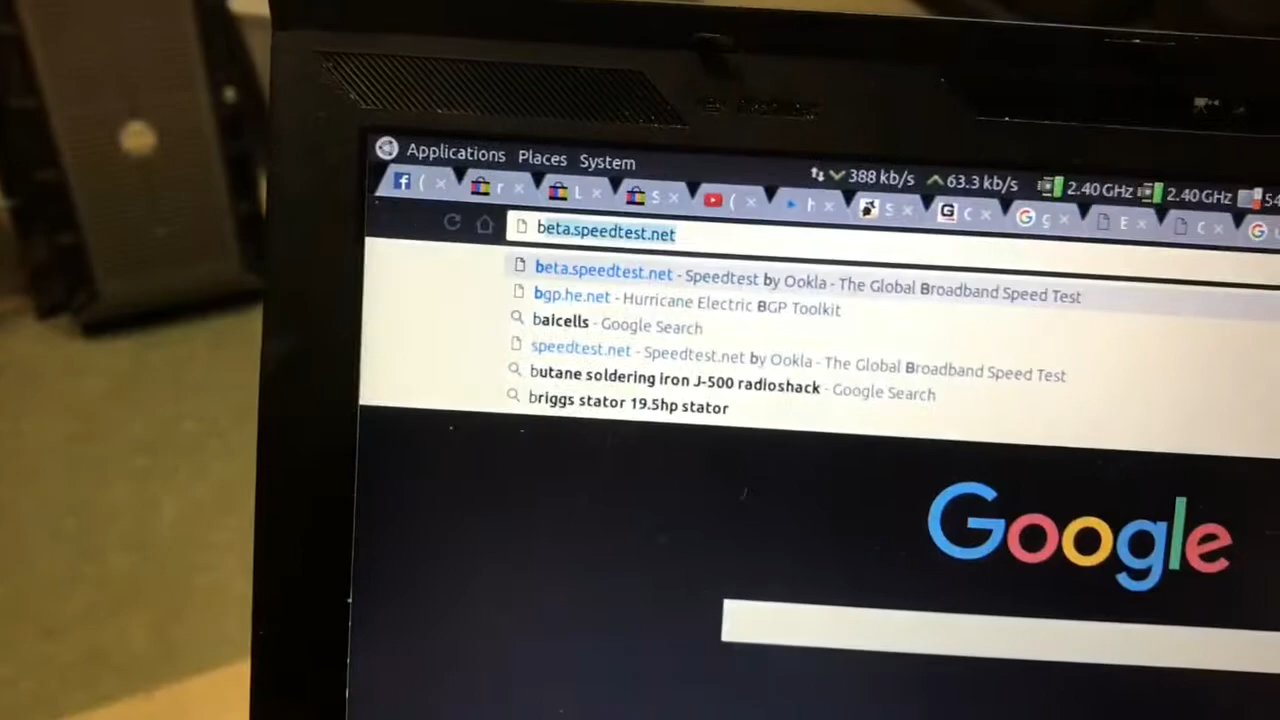 Applications Places System 388 kb/s 63.3 kb/s 2.40 GHz 2.40 GHz 54
( r L S ( h S C g E C
beta.speedtest.net
beta.speedtest.net - Speedtest by Ookla - The Global Broadband Speed Test
bgp.he.net - Hurricane Electric BGP Toolkit
baicells - Google Search
speedtest.net - Speedtest.net by Ookla - The Global Broadband Speed Test
butane soldering iron J-500 radioshack - Google Search
briggs stator 19.5hp stator
Google